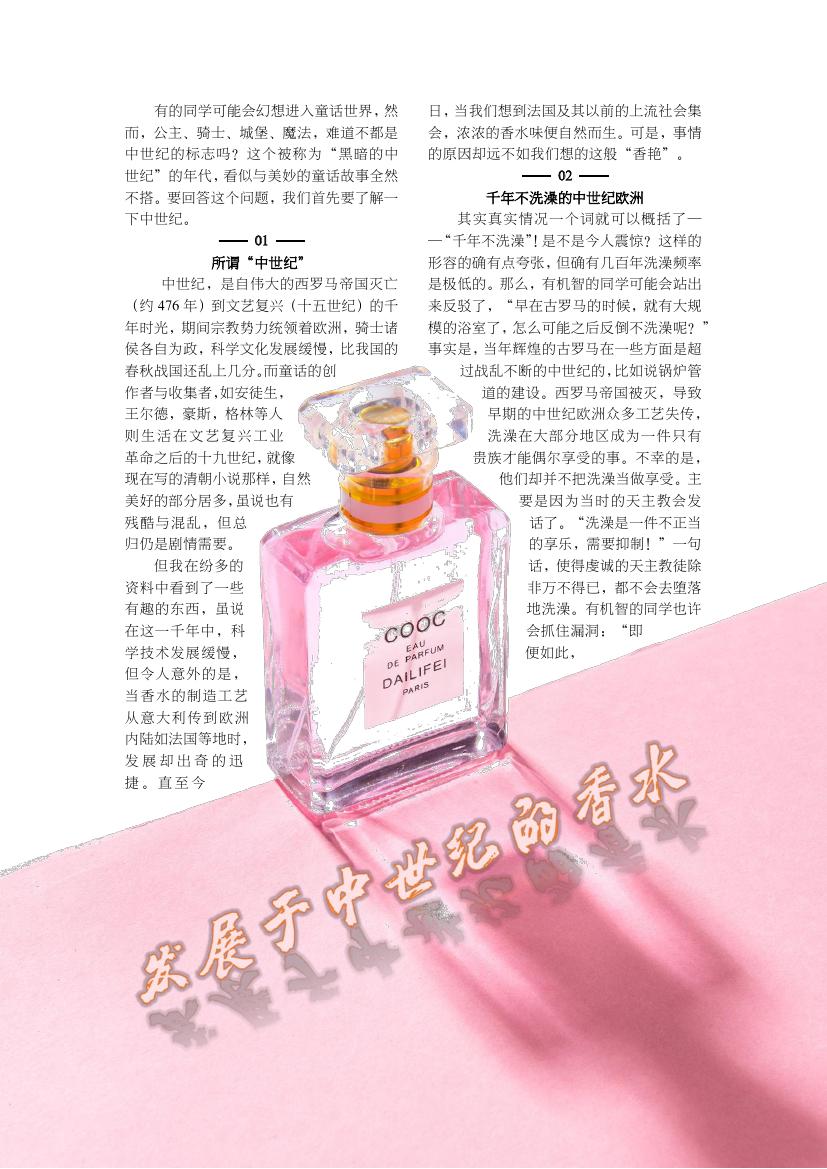 有的同学可能会幻想进入童话世界，然
而，公主、骑士、城堡、魔法，难道不都是
中世纪的标志吗？这个被称为“黑暗的中
世纪”的年代，看似与美妙的童话故事全然
不搭。要回答这个问题，我们首先要了解一
下中世纪。
01
所谓“中世纪”
中世纪，是自伟大的西罗马帝国灭亡
（约 476 年）到文艺复兴（十五世纪）的千
年时光，期间宗教势力统领着欧洲，骑士诸
侯各自为政，科学文化发展缓慢，比我国的
春秋战国还乱上几分。而童话的创
作者与收集者，如安徒生，
王尔德，豪斯，格林等人
则生活在文艺复兴工业
革命之后的十九世纪，就像
现在写的清朝小说那样，自然
美好的部分居多，虽说也有
残酷与混乱，但总
归仍是剧情需要。
但我在纷多的
资料中看到了一些
有趣的东西，虽说
在这一千年中，科
学技术发展缓慢，
但令人意外的是，
当香水的制造工艺
从意大利传到欧洲
内陆如法国等地时，
发展却出奇的迅
捷。直至今
日，当我们想到法国及其以前的上流社会集
会，浓浓的香水味便自然而生。可是，事情
的原因却远不如我们想的这般“香艳”。
02
千年不洗澡的中世纪欧洲
其实真实情况一个词就可以概括了—
—“千年不洗澡”！是不是今人震惊？这样的
形容的确有点夸张，但确有几百年洗澡频率
是极低的。那么，有机智的同学可能会站出
来反驳了，“早在古罗马的时候，就有大规
模的浴室了，怎么可能之后反倒不洗澡呢？”
事实是，当年辉煌的古罗马在一些方面是超
过战乱不断的中世纪的，比如说锅炉管
道的建设。西罗马帝国被灭，导致
早期的中世纪欧洲众多工艺失传，
洗澡在大部分地区成为一件只有
贵族才能偶尔享受的事。不幸的是，
他们却并不把洗澡当做享受。主
要是因为当时的天主教会发
话了。“洗澡是一件不正当
的享乐，需要抑制！”一句
话，使得虔诚的天主教徒除
非万不得已，都不会去堕落
地洗澡。有机智的同学也许
会抓住漏洞：“即
便如此，
COOC
EAU
DE PARFUM
DAILIFEI
PARIS
发展于中世纪的香水